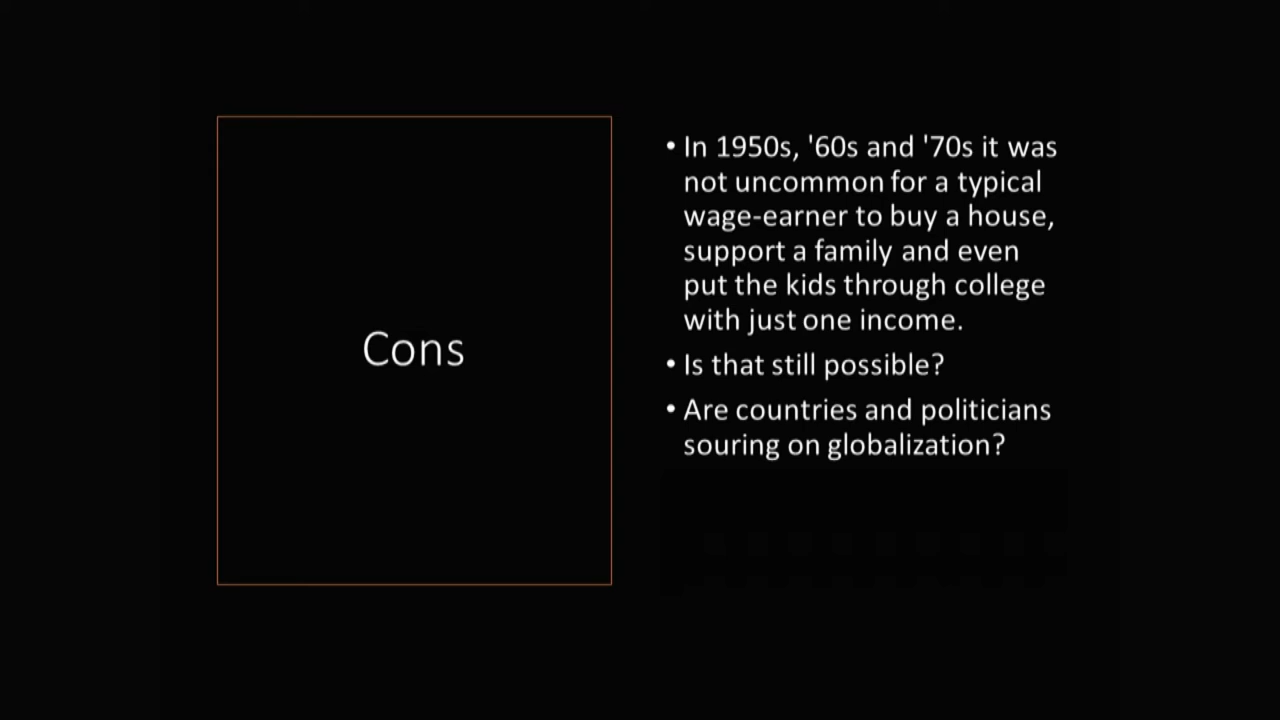 Cons
• In 1950s, '60s and '70s it was
not uncommon for a typical
wage-earner to buy a house,
support a family and even
put the kids through college
with just one income.
• Is that still possible?
• Are countries and politicians
souring on globalization?